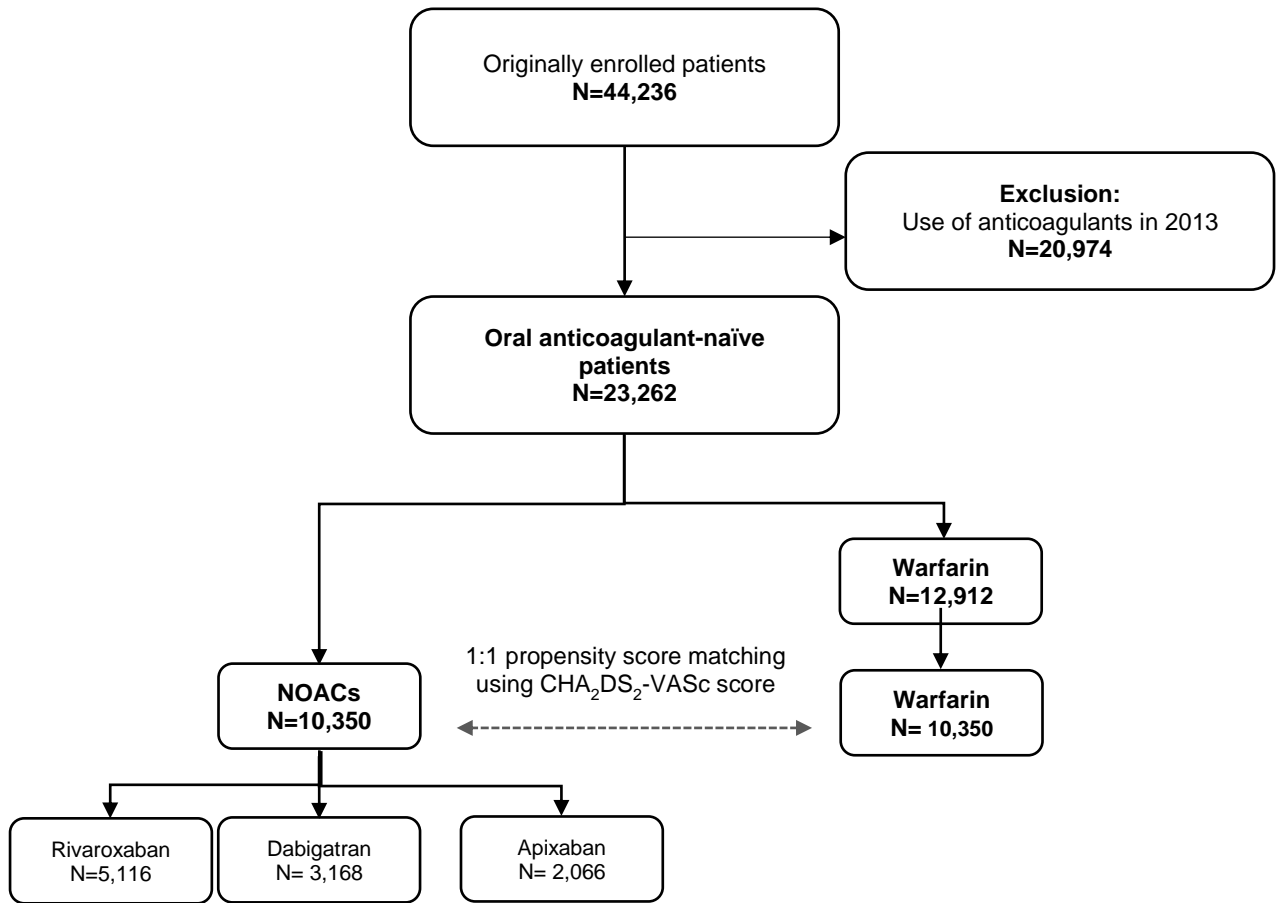 Originally enrolled patients
N=44,236
Exclusion:
Use of anticoagulants in 2013
N=20,974
Oral anticoagulant-naïve
patients
N=23,262
Warfarin
N=12,912
1:1 propensity score matching
using CHA₂DS₂-VASc score
NOACs
N=10,350
Warfarin
N= 10,350
Rivaroxaban
N=5,116
Dabigatran
N= 3,168
Apixaban
N= 2,066